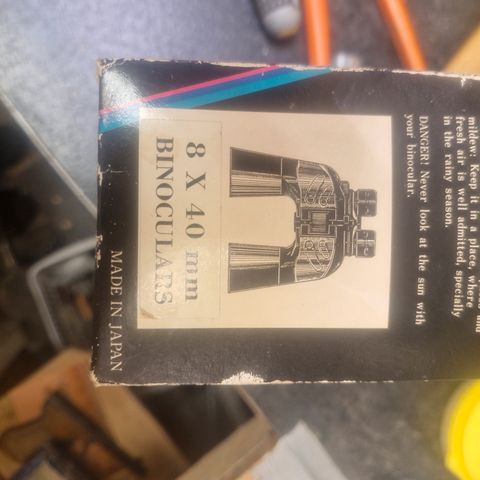 mildew: Keep it in a place, where
fresh air is well admitted, specially
in the rainy season.
DANGER! Never look at the sun with
your binocular.
8 X 40 mm
BINOCULARS
MADE IN JAPAN